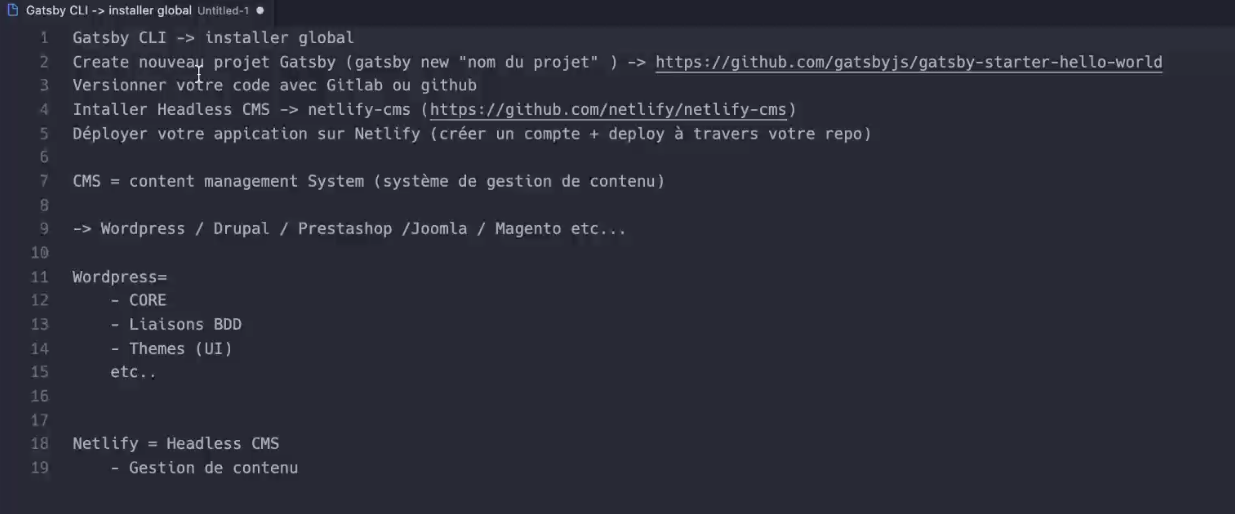 Gatsby CLI -> installer global Untitled-1
1 Gatsby CLI -> installer global
2 Create nouveau projet Gatsby (gatsby new "nom du projet" ) -> https://github.com/gatsbyjs/gatsby-starter-hello-world
3 Versionner votre code avec Gitlab ou github
4 Intaller Headless CMS -> netlify-cms (https://github.com/netlify/netlify-cms)
5 Déployer votre appication sur Netlify (créer un compte + deploy à travers votre repo)
6
7 CMS = content management System (système de gestion de contenu)
8
9 -> Wordpress / Drupal / Prestashop /Joomla / Magento etc...
10
11 Wordpress=
12 - CORE
13 - Liaisons BDD
14 - Themes (UI)
15 etc..
16
17
18 Netlify = Headless CMS
19 - Gestion de contenu